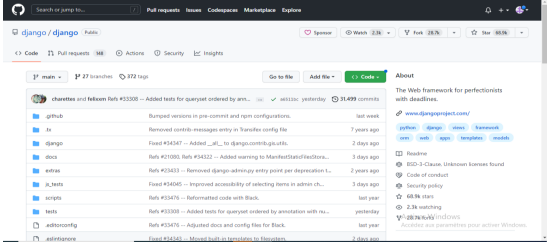 Search or jump to... / Pull requests Issues Codespaces Marketplace Explore
django / django Public Sponsor Watch 2.3k Fork 28.7k Star 68.9k
Code Pull requests 148 Actions Security Insights
main 27 branches 372 tags Go to file Add file Code
charettes and felixxm Refs #33308 -- Added tests for queryset ordered by ann... yesterday 31,499 commits
.github Bumped versions in pre-commit and npm configurations. last week
.tx Removed contrib-messages entry in Transifex config file 7 years ago
django Fixed #34347 -- Added __all__ to django.contrib.gis.utils. 2 days ago
docs Refs #21080, Refs #34322 -- Added warning to ManifestStaticFilesStora... 3 days ago
extras Refs #23433 -- Removed django-admin.py entry point per deprecation t... 2 years ago
js_tests Fixed #34045 -- Improved accessibility of selecting items in admin ch... 3 days ago
scripts Refs #33476 -- Reformatted code with Black. last year
tests Refs #33308 -- Added tests for queryset ordered by annotation with nu... yesterday
.editorconfig Refs #33476 -- Adjusted docs and config files for Black. last year
.eslintignore Fixed #34343 -- Moved built-in templates to filesystem. 2 days ago
About
The Web framework for perfectionists
with deadlines.
www.djangoproject.com/
python django views framework
orm web apps templates models
Readme
BSD-3-Clause, Unknown licenses found
Code of conduct
Security policy
68.9k stars
2.3k watching
28.7k forks
Windows
Accédez aux paramètres pour activer Windows.